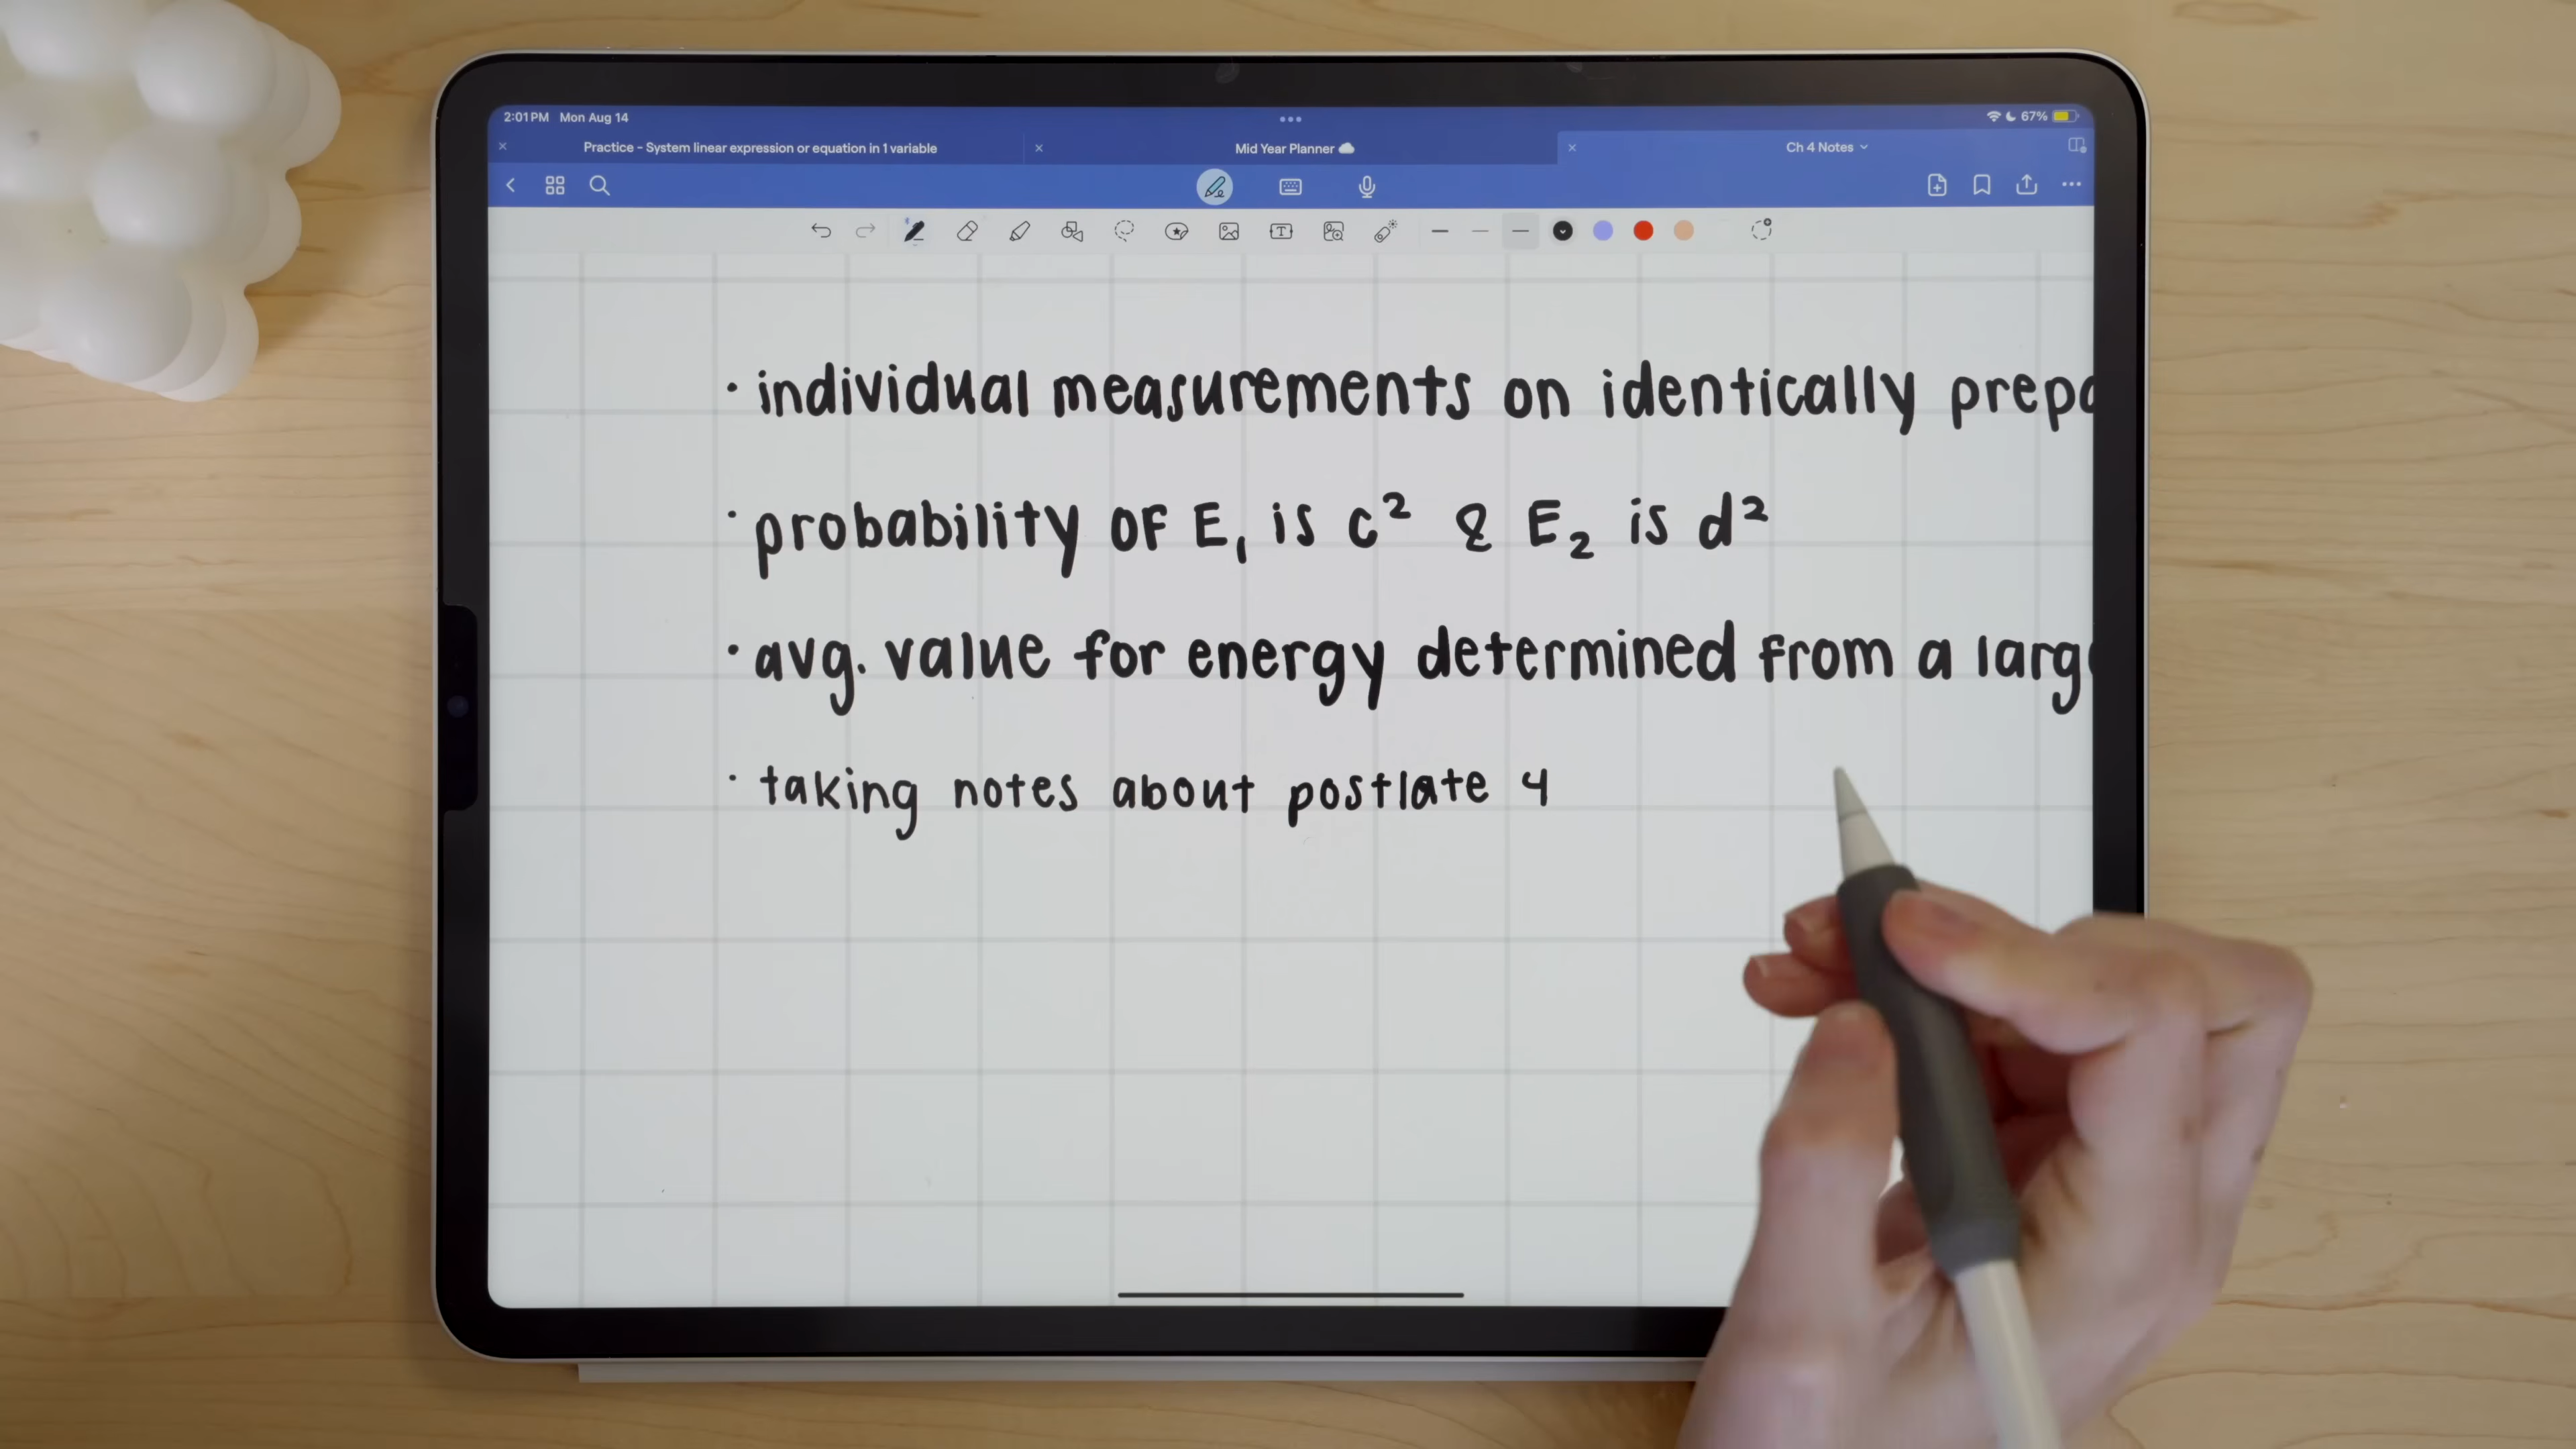 2:01 PM Mon Aug 14 67%
Practice - System linear expression or equation in 1 variable Mid Year Planner Ch 4 Notes
· individual measurements on identically prepa
· probability of E₁ is c² & E₂ is d²
· avg. value for energy determined from a large
· taking notes about postlate 4